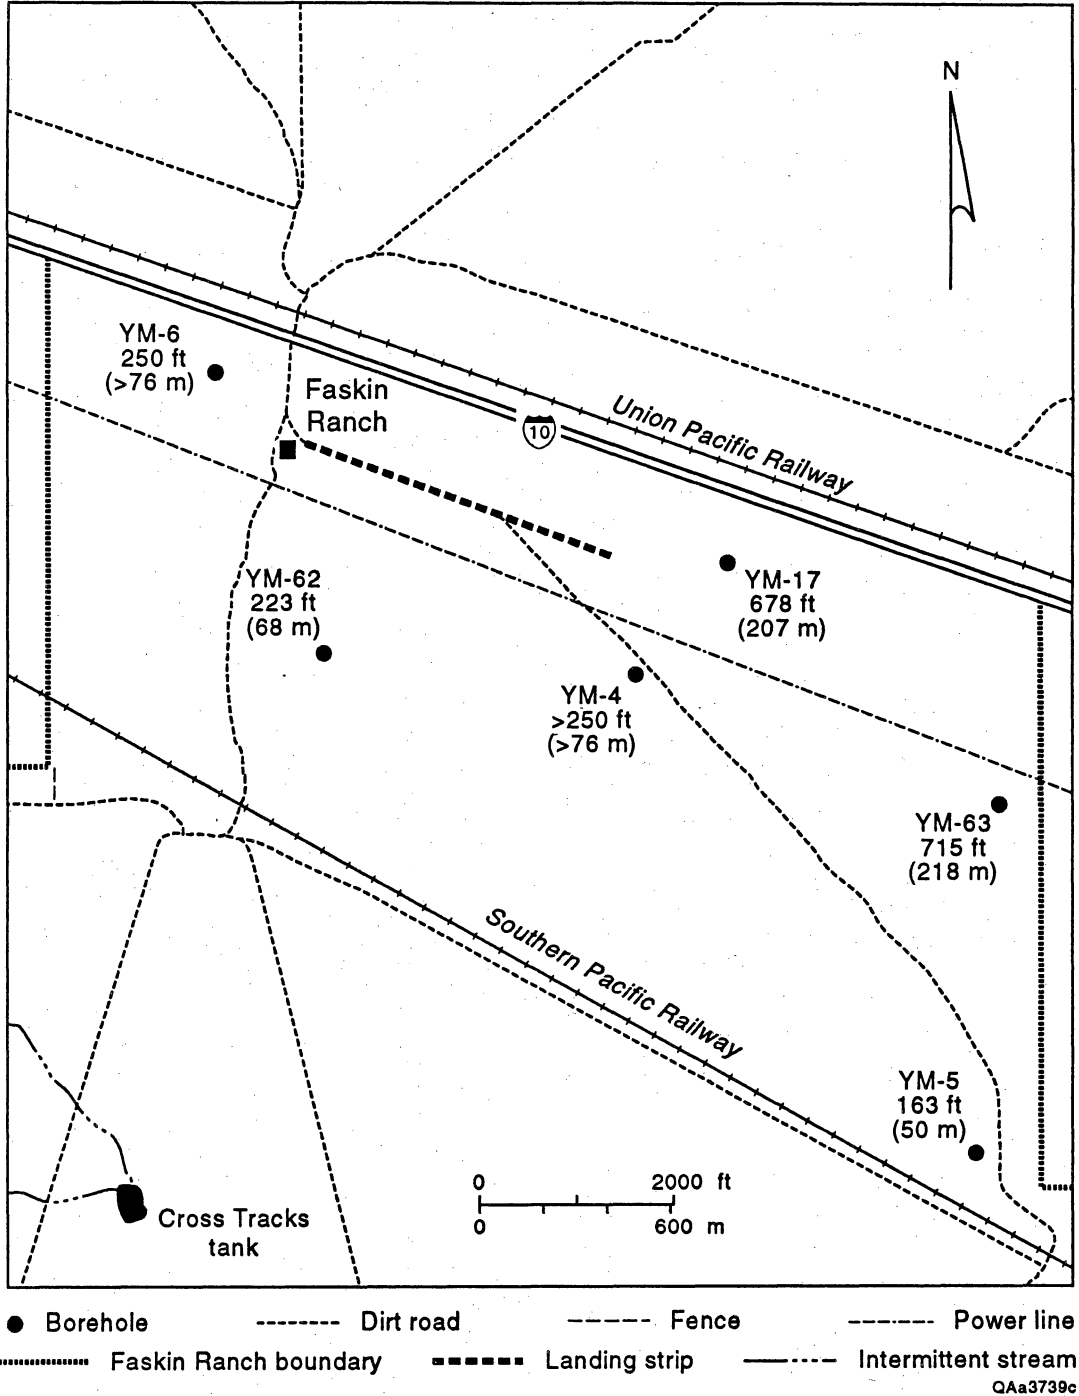 N
YM-6
250 ft
(>76 m)
Faskin
Ranch
10
Union Pacific Railway
YM-62
223 ft
(68 m)
YM-17
678 ft
(207 m)
YM-4
>250 ft
(>76 m)
YM-63
715 ft
(218 m)
Southern Pacific Railway
YM-5
163 ft
(50 m)
0 2000 ft
0 600 m
Cross Tracks
tank
Borehole Dirt road Fence Power line
Faskin Ranch boundary Landing strip Intermittent stream
QAa3739c